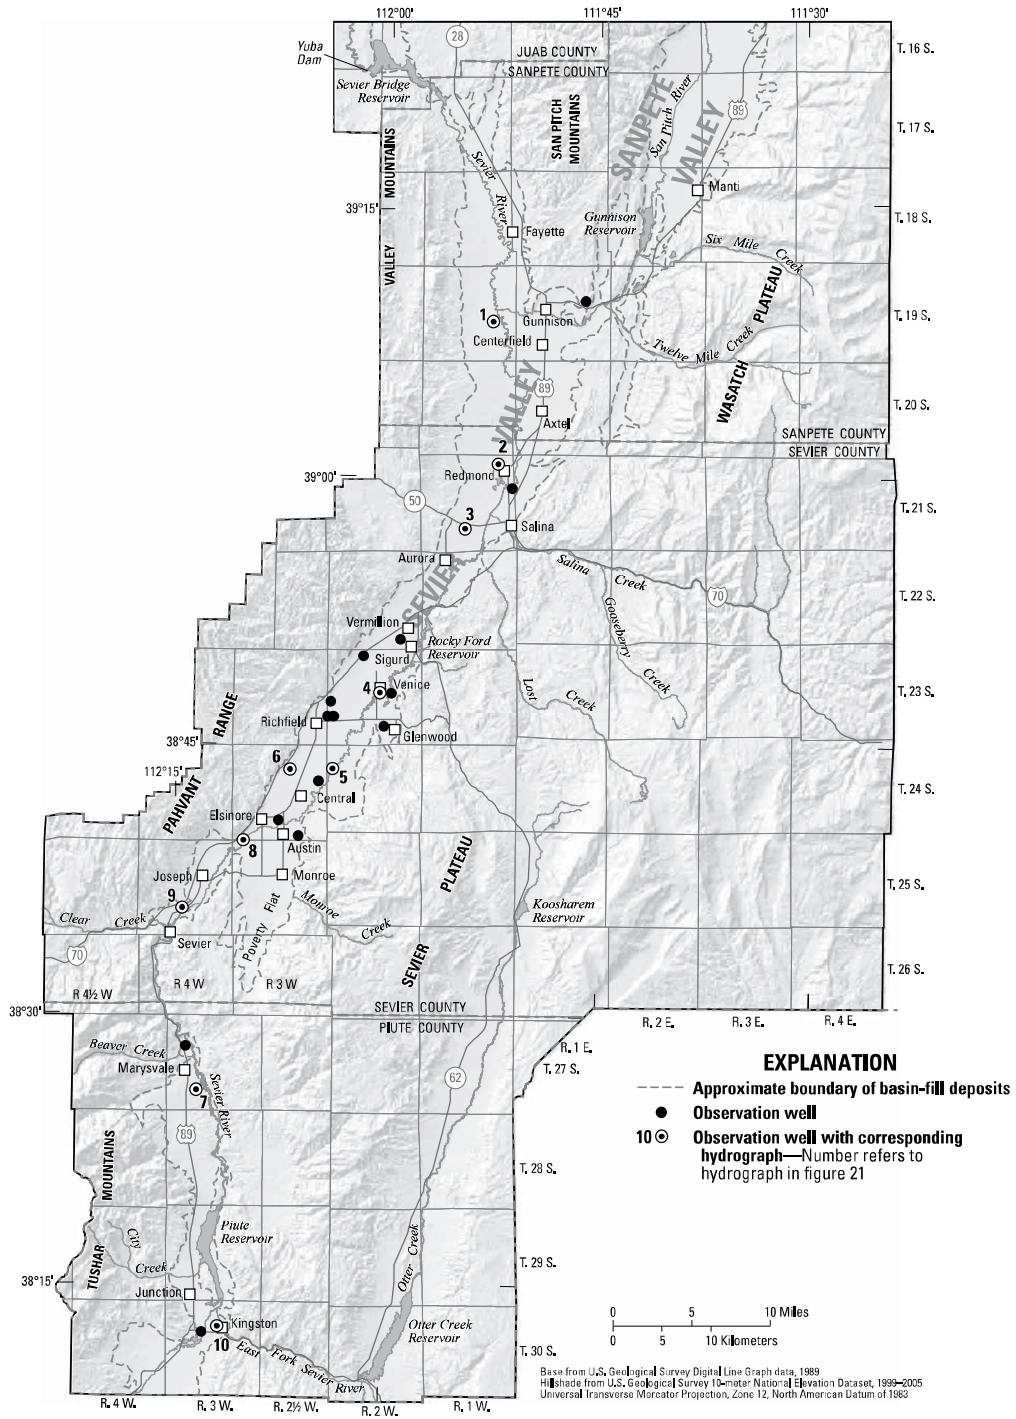 112°00'
111°45'
111°30'
Yuba
Dam
28
JUAB COUNTY
SANPETE COUNTY
T. 16 S.
Sevier Bridge
Reservoir
SAN PITCH
MOUNTAINS
SANPETE
VALLEY
San Pitch River
89
T. 17 S.
VALLEY MOUNTAINS
Sevier River
Manti
39°15'
Gunnison
Reservoir
T. 18 S.
Fayette
Six Mile Creek
1
Gunnison
PLATEAU
T. 19 S.
Centerfield
Twelve Mile Creek
WASATCH
89
VALLEY
T. 20 S.
Axtel
SANPETE COUNTY
SEVIER COUNTY
2
Redmond
39°00'
50
3
T. 21 S.
Salina
Aurora
Salina Creek
SEVIER
70
T. 22 S.
Gooseberry Creek
Vermilion
Rocky Ford
Reservoir
Sigurd
4
Venice
Lost Creek
T. 23 S.
RANGE
Richfield
Glenwood
38°45'
112°15'
6
5
T. 24 S.
PAHVANT
Central
Elsinore
8
Austin
PLATEAU
Joseph
Monroe
T. 25 S.
9
Clear Creek
Poverty Flat
Monroe Creek
Koosharem
Reservoir
Sevier
70
SEVIER
T. 26 S.
R 4½ W
R 4 W
R 3 W
38°30'
SEVIER COUNTY
PIUTE COUNTY
R. 2 E.
R. 3 E.
R. 4 E.
Beaver Creek
R. 1 E.
Marysvale
T. 27 S.
62
7
Sevier River
89
EXPLANATION
Approximate boundary of basin-fill deposits
Observation well
10 Observation well with corresponding
hydrograph—Number refers to
hydrograph in figure 21
MOUNTAINS
T. 28 S.
City Creek
Piute
Reservoir
TUSHAR
Otter Creek
T. 29 S.
38°15'
Junction
0 5 10 Miles
0 5 10 Kilometers
Kingston
10
Otter Creek
Reservoir
East Fork Sevier River
T. 30 S.
R. 4 W.
R. 3 W.
R. 2½ W.
R. 2 W.
R. 1 W.
Base from U.S. Geological Survey Digital Line Graph data, 1989
Hillshade from U.S. Geological Survey 10-meter National Elevation Dataset, 1999–2005
Universal Transverse Mercator Projection, Zone 12, North American Datum of 1983